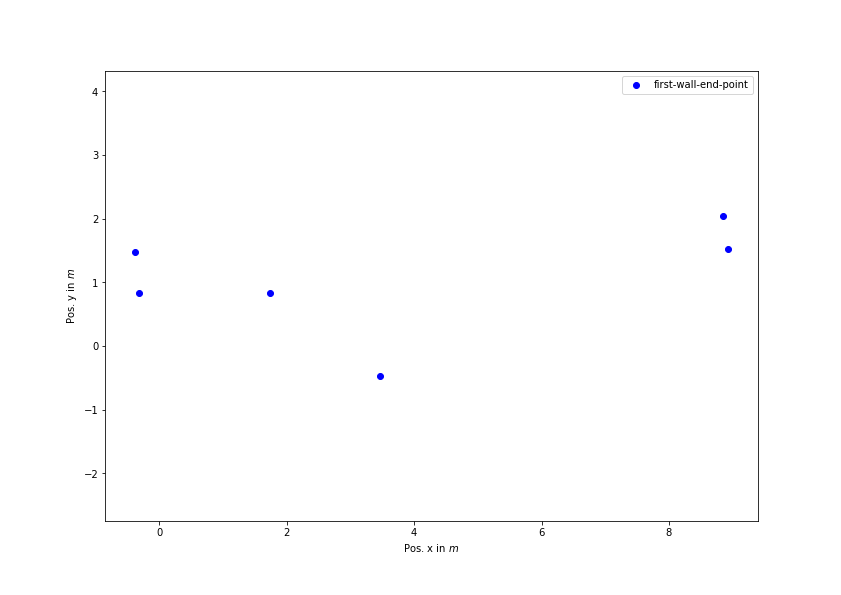 first-wall-end-point
4
3
2
1
0
−1
−2
Pos. y in m
0 2 4 6 8
Pos. x in m